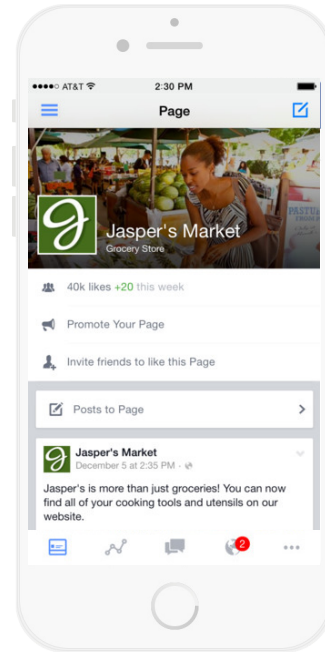 AT&T
2:30 PM
Page
Jasper's Market
Grocery Store
40k likes +20 this week
Promote Your Page
Invite friends to like this Page
Posts to Page
Jasper's Market
December 5 at 2:35 PM -
Jasper's is more than just groceries! You can now
find all of your cooking tools and utensils on our
website.
2